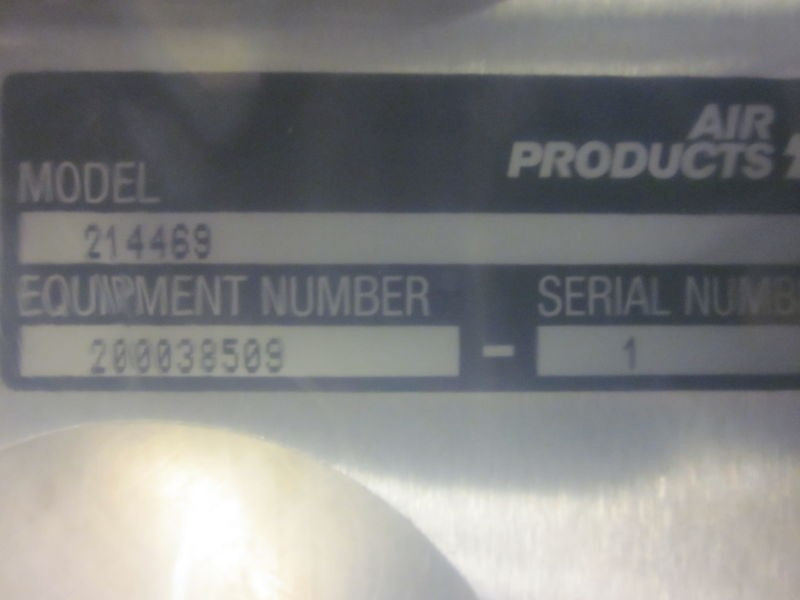 AIR
PRODUCTS
MODEL
214469
EQUIPMENT NUMBER
200038509
-
SERIAL NUMB
1